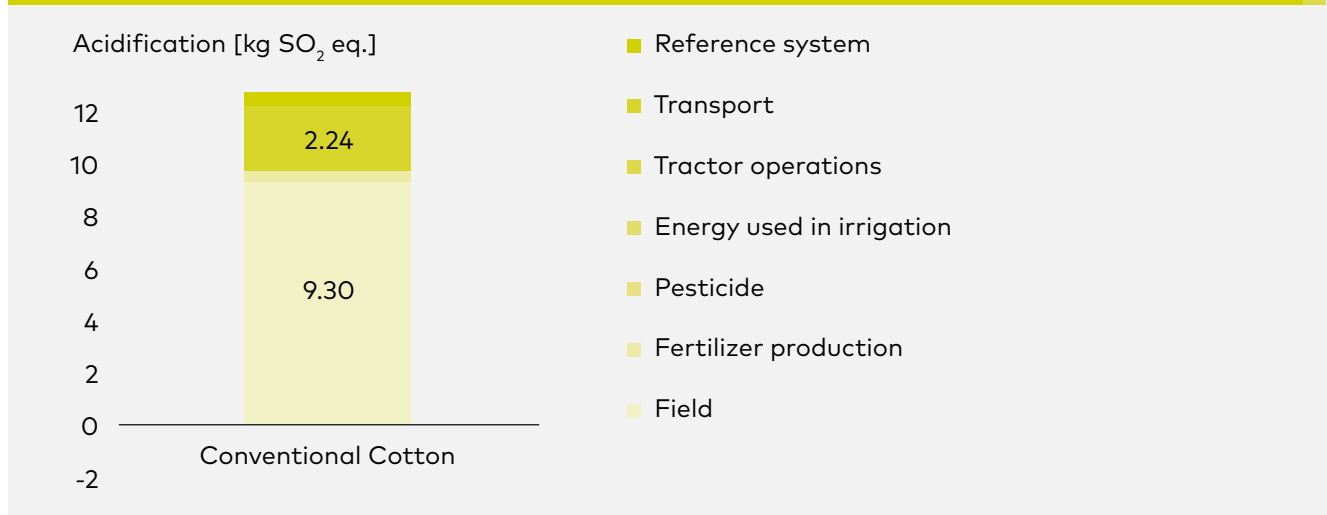 Acidification [kg SO₂ eq.]
12
10
8
6
4
2
0
-2
2.24
9.30
Conventional Cotton
Reference system
Transport
Tractor operations
Energy used in irrigation
Pesticide
Fertilizer production
Field